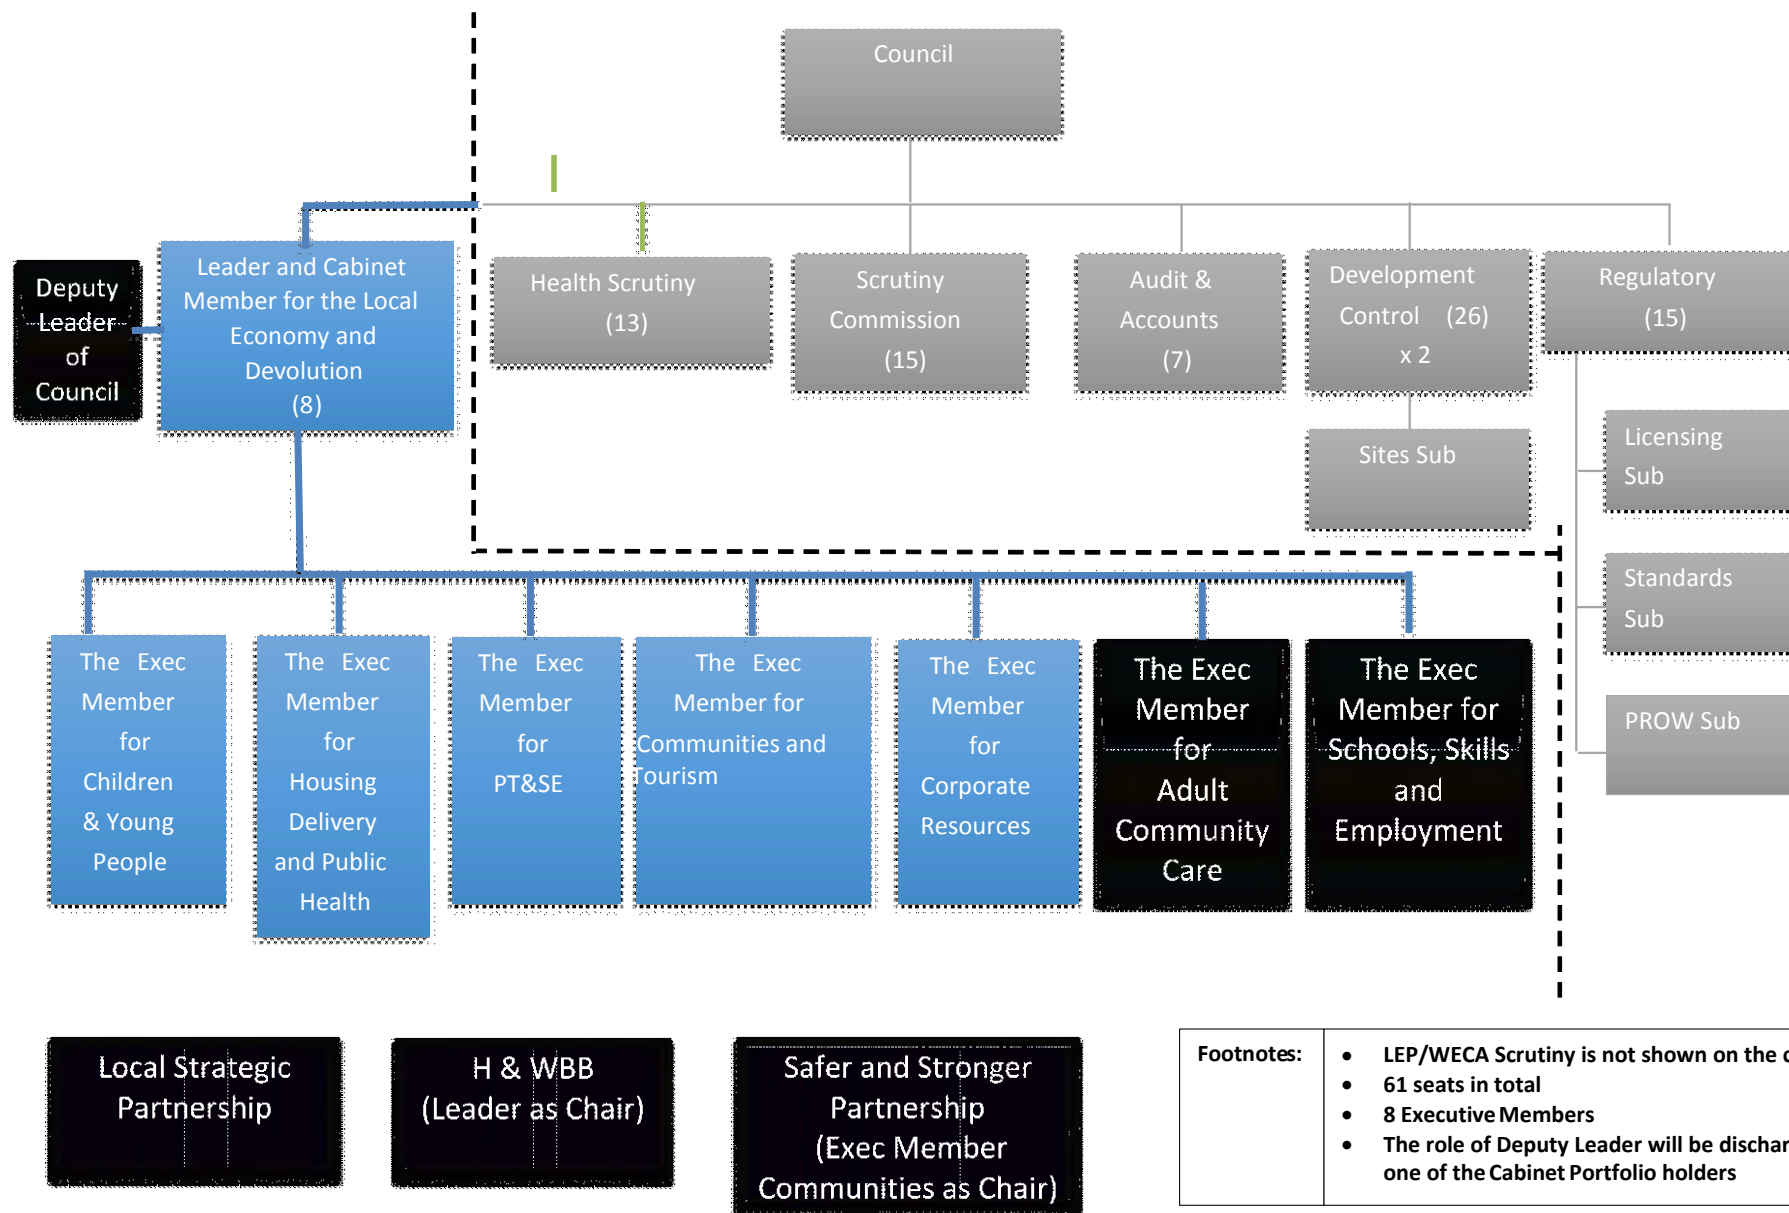 Council
Deputy
Leader
of
Council
Leader and Cabinet
Member for the Local
Economy and
Devolution
(8)
Health Scrutiny
(13)
Scrutiny
Commission
(15)
Audit &
Accounts
(7)
Development
Control (26)
x 2
Regulatory
(15)
Sites Sub
Licensing
Sub
Standards
Sub
PROW Sub
The Exec
Member
for
Children
& Young
People
The Exec
Member
for
Housing
Delivery
and Public
Health
The Exec
Member
for
PT&SE
The Exec
Member for
Communities and
Tourism
The Exec
Member
for
Corporate
Resources
The Exec
Member
for
Adult
Community
Care
The Exec
Member for
Schools, Skills
and
Employment
Local Strategic
Partnership
H & WBB
(Leader as Chair)
Safer and Stronger
Partnership
(Exec Member
Communities as Chair)
Footnotes:
• LEP/WECA Scrutiny is not shown on the
• 61 seats in total
• 8 Executive Members
• The role of Deputy Leader will be
one of the Cabinet Portfolio holders